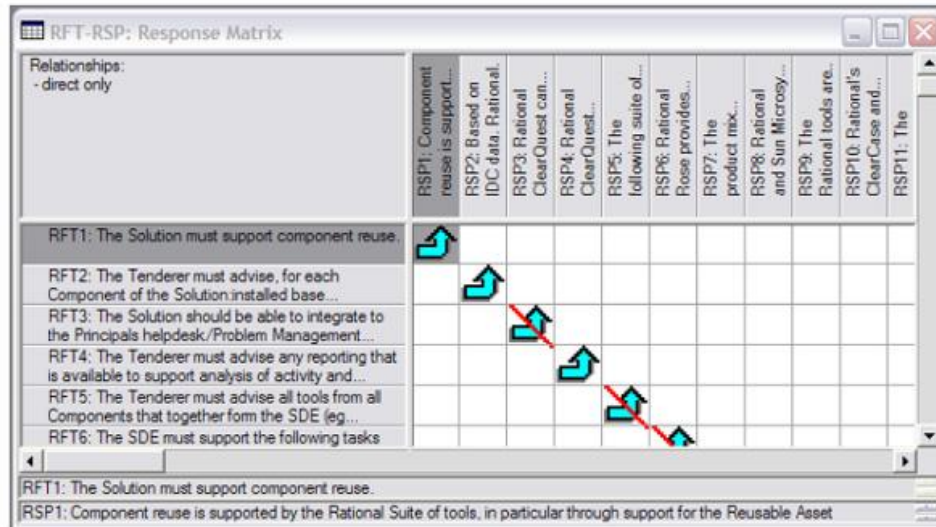 RFT-RSP: Response Matrix
Relationships:
- direct only
RSP1: Component
reuse is support...
RSP2: Based on
IDC data. Rational.
RSP3: Rational
ClearQuest can...
RSP4: Rational
ClearQuest...
RSP5: The
following suite of...
RSP6: Rational
Rose provides...
RSP7: The
product mix...
RSP8: Rational
and Sun Microsy...
RSP9: The
Rational tools are...
RSP10: Rational's
ClearCase and...
RSP11: The
RFT1: The Solution must support component reuse.
RFT2: The Tenderer must advise, for each
Component of the Solution:installed base...
RFT3: The Solution should be able to integrate to
the Principals helpdesk/Problem Management...
RFT4: The Tenderer must advise any reporting that
is available to support analysis of activity and...
RFT5: The Tenderer must advise all tools from all
Components that together form the SDE (eg...
RFT6: The SDE must support the following tasks
RFT1: The Solution must support component reuse.
RSP1: Component reuse is supported by the Rational Suite of tools, in particular through support for the Reusable Asset